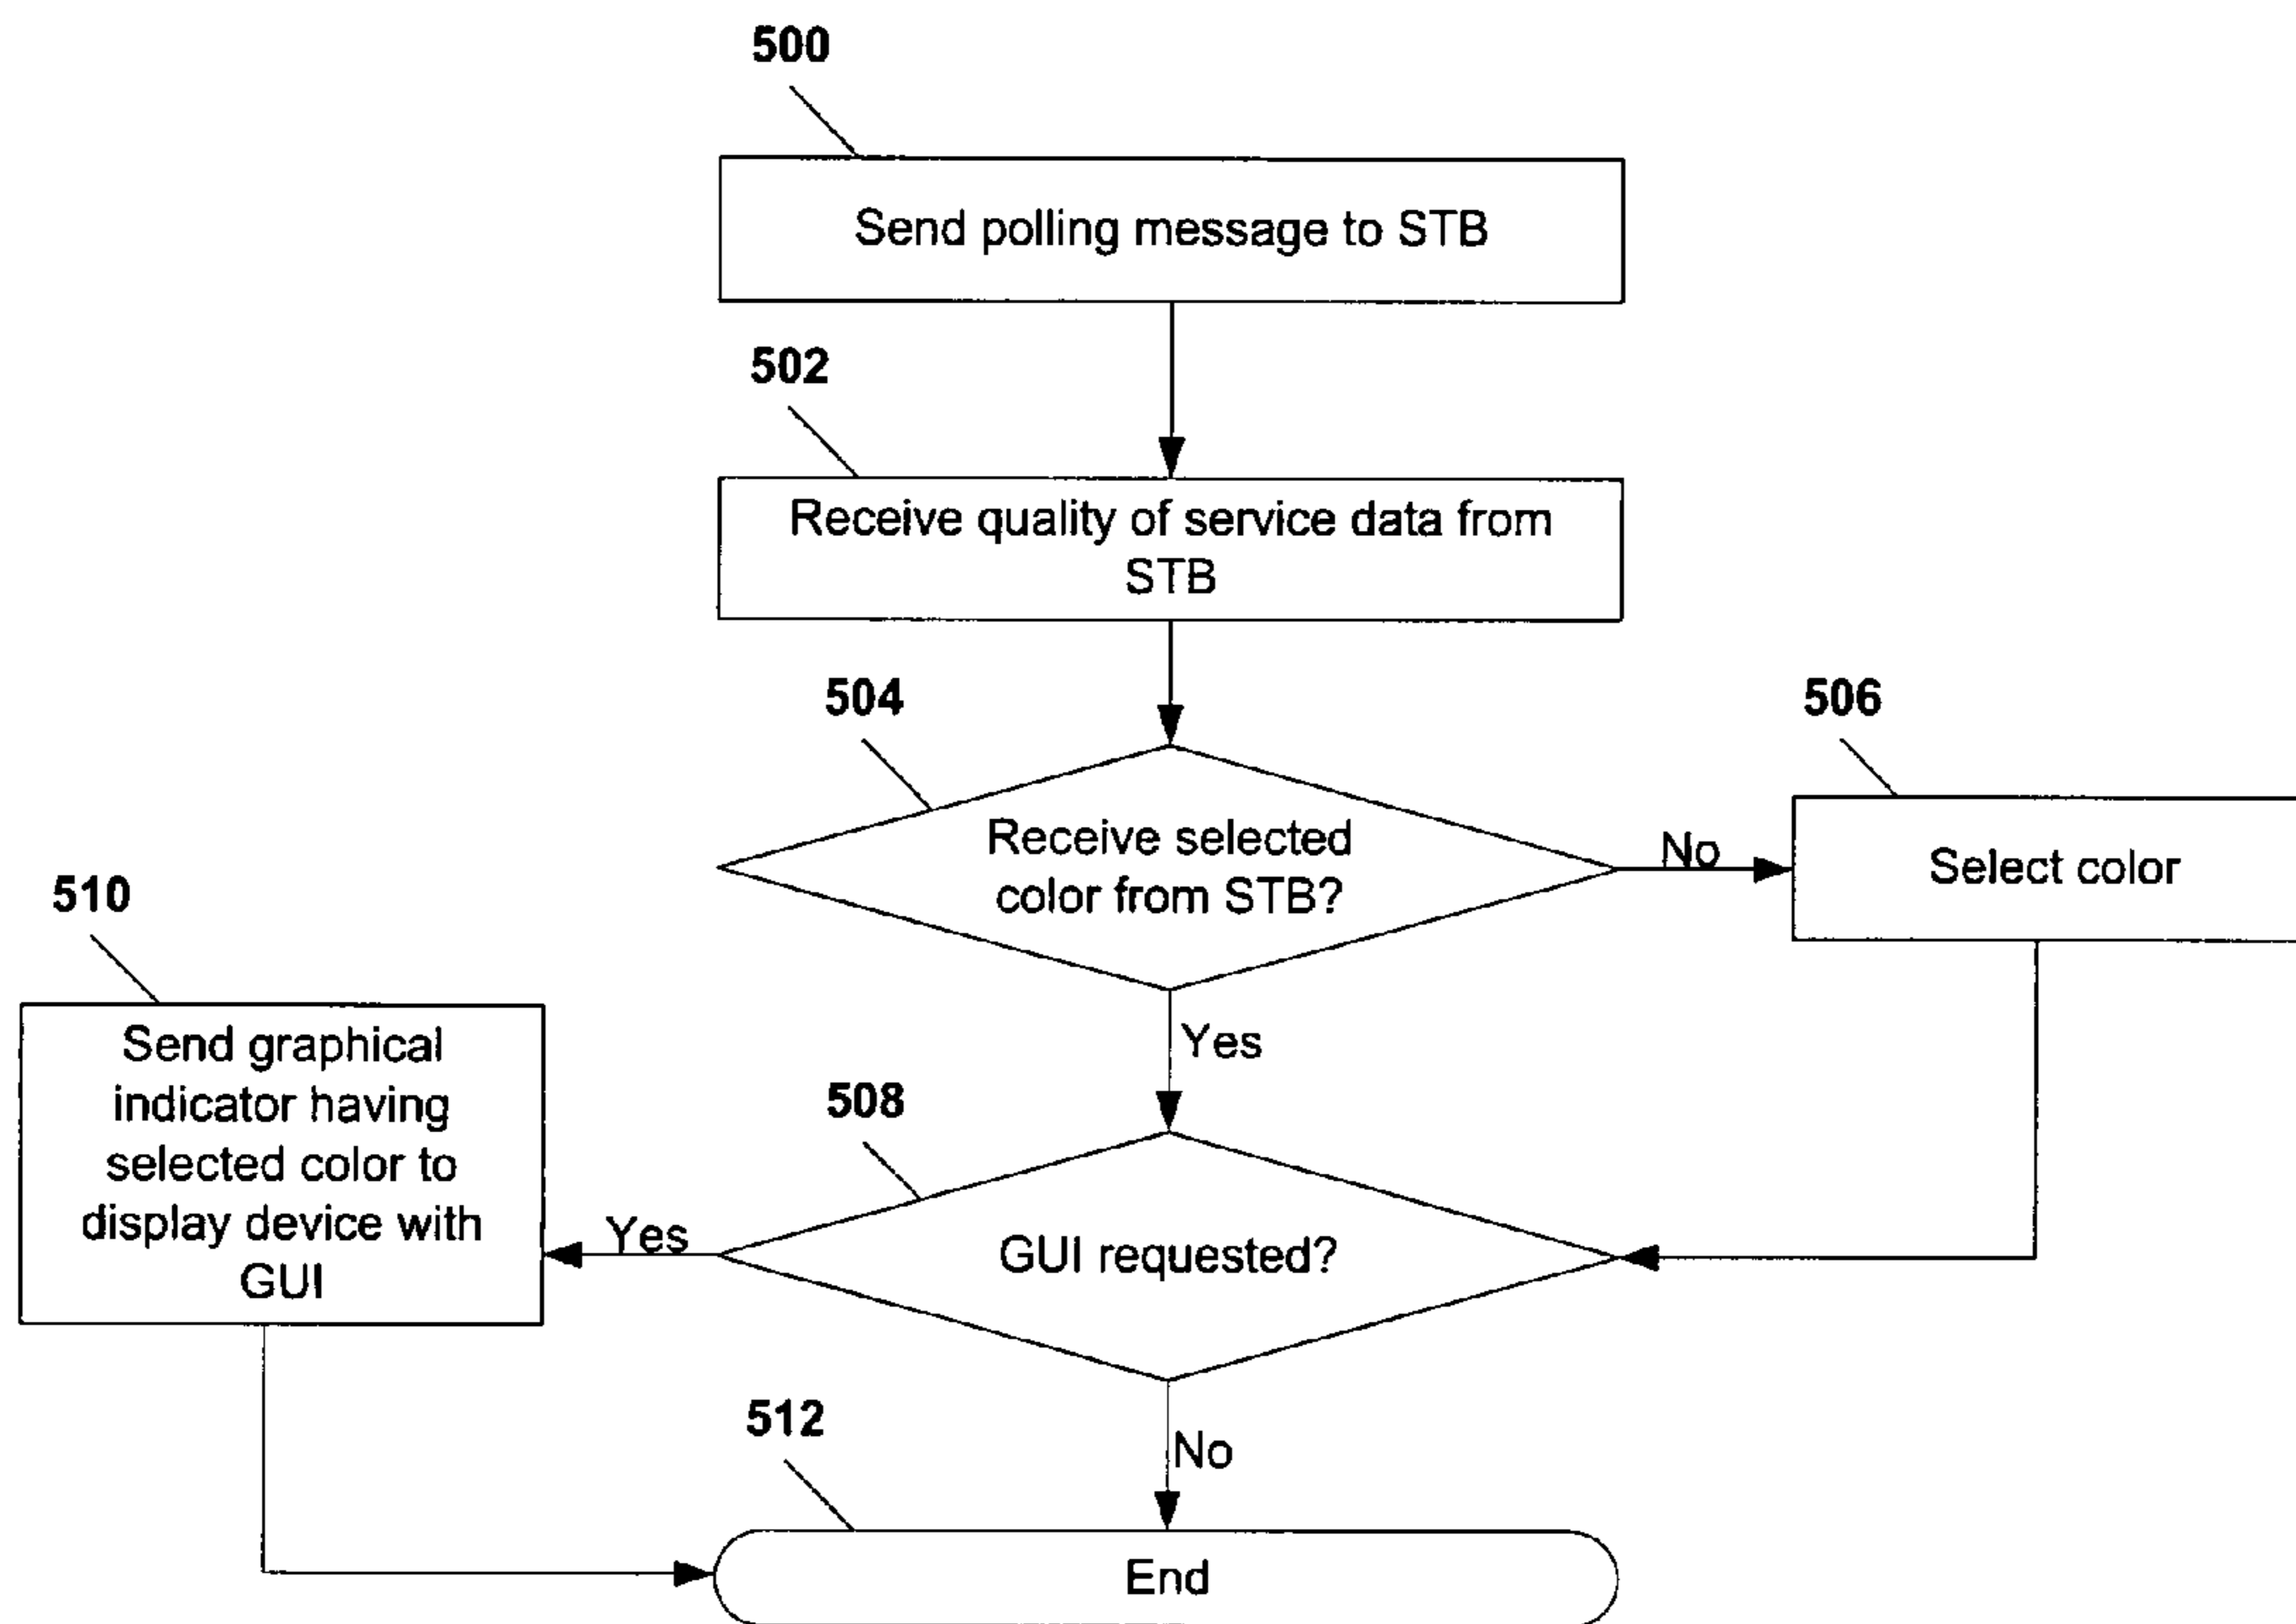 500
Send polling message to STB
502
Receive quality of service data from
STB
504
Receive selected
color from STB?
No
506
Select color
Yes
510
Send graphical
indicator having
selected color to
display device with
GUI
508
GUI requested?
Yes
No
512
End